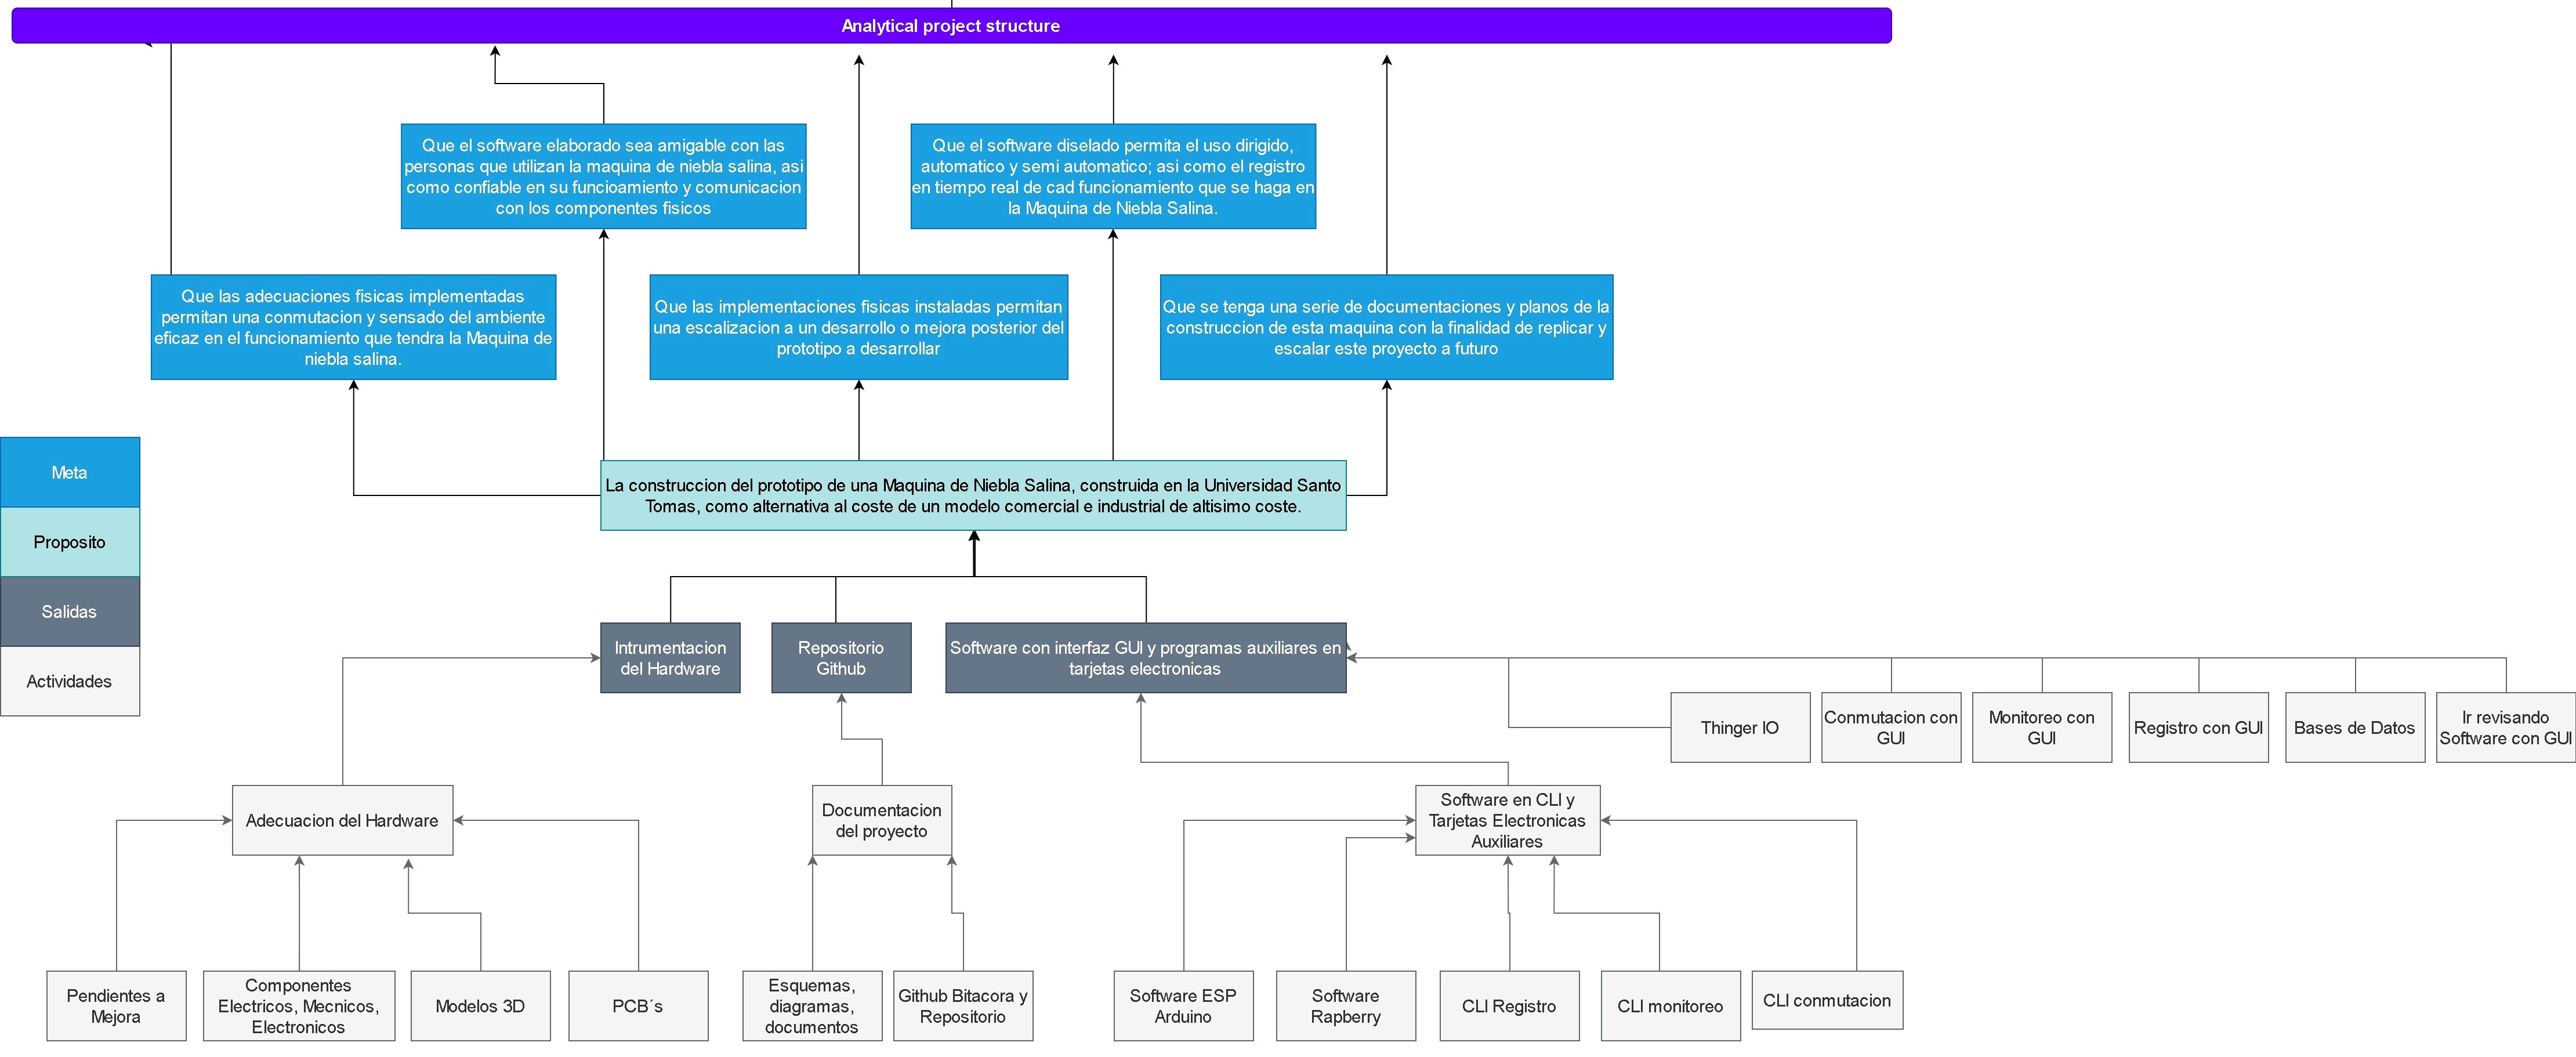 Analytical project structure
Que el software elaborado sea amigable con las
personas que utilizan la maquina de niebla salina, asi
como confiable en su funcioamiento y comunicacion
con los componentes fisicos
Que el software diselado permita el uso dirigido,
automatico y semi automatico; asi como el registro
en tiempo real de cad funcionamiento que se haga en
la Maquina de Niebla Salina.
Que las adecuaciones fisicas implementadas
permitan una conmutacion y sensado del ambiente
eficaz en el funcionamiento que tendra la Maquina de
niebla salina.
Que las implementaciones fisicas instaladas permitan
una escalizacion a un desarrollo o mejora posterior del
prototipo a desarrollar
Que se tenga una serie de documentaciones y planos de la
construccion de esta maquina con la finalidad de replicar y
escalar este proyecto a futuro
Meta
Proposito
Salidas
Actividades
La construccion del prototipo de una Maquina de Niebla Salina, construida en la Universidad Santo
Tomas, como alternativa al coste de un modelo comercial e industrial de altisimo coste.
Intrumentacion
del Hardware
Repositorio
Github
Software con interfaz GUI y programas auxiliares en
tarjetas electronicas
Thinger IO
Conmutacion con
GUI
Monitoreo con
GUI
Registro con GUI
Bases de Datos
Ir revisando
Software con GUI
Adecuacion del Hardware
Documentacion
del proyecto
Software en CLI y
Tarjetas Electronicas
Auxiliares
Pendientes a
Mejora
Componentes
Electricos, Mecnicos,
Electronicos
Modelos 3D
PCB´s
Esquemas,
diagramas,
documentos
Github Bitacora y
Repositorio
Software ESP
Arduino
Software
Rapberry
CLI Registro
CLI monitoreo
CLI conmutacion